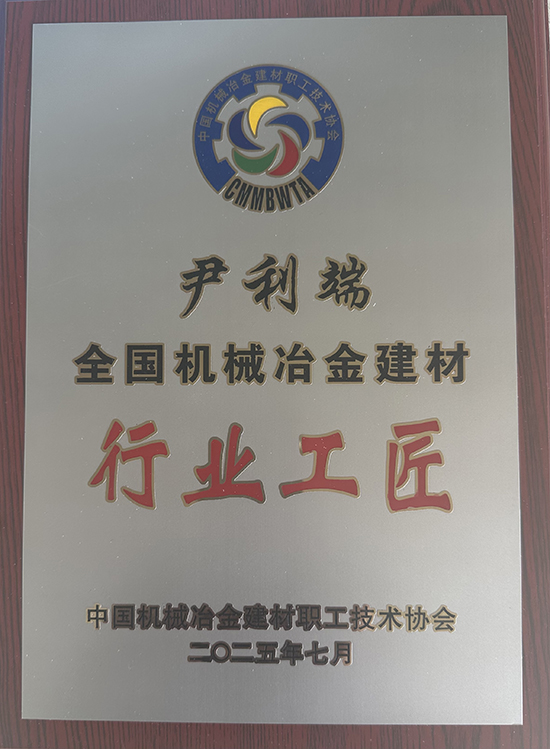 中国机械冶金建材职工技术协会
CMMBWTA
尹利端
全国机械冶金建材
行业工匠
中国机械冶金建材职工技术协会
二〇二五年七月